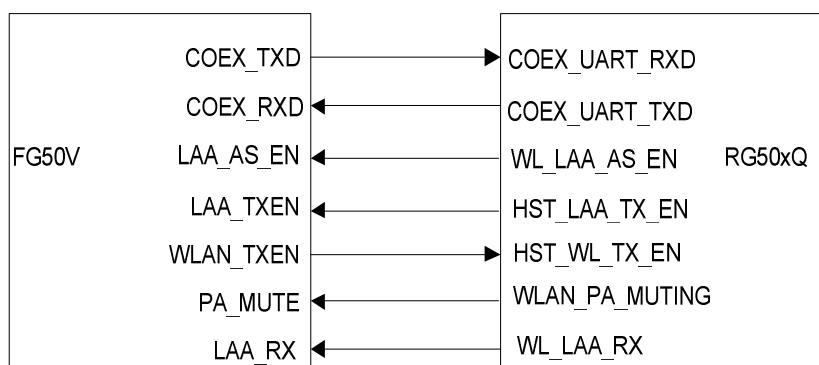 COEX_TXD COEX_UART_RXD
COEX_RXD COEX_UART_TXD
FG50V LAA_AS_EN WL_LAA_AS_EN RG50xQ
LAA_TXEN HST_LAA_TX_EN
WLAN_TXEN HST_WL_TX_EN
PA_MUTE WLAN_PA_MUTING
LAA_RX WL_LAA_RX